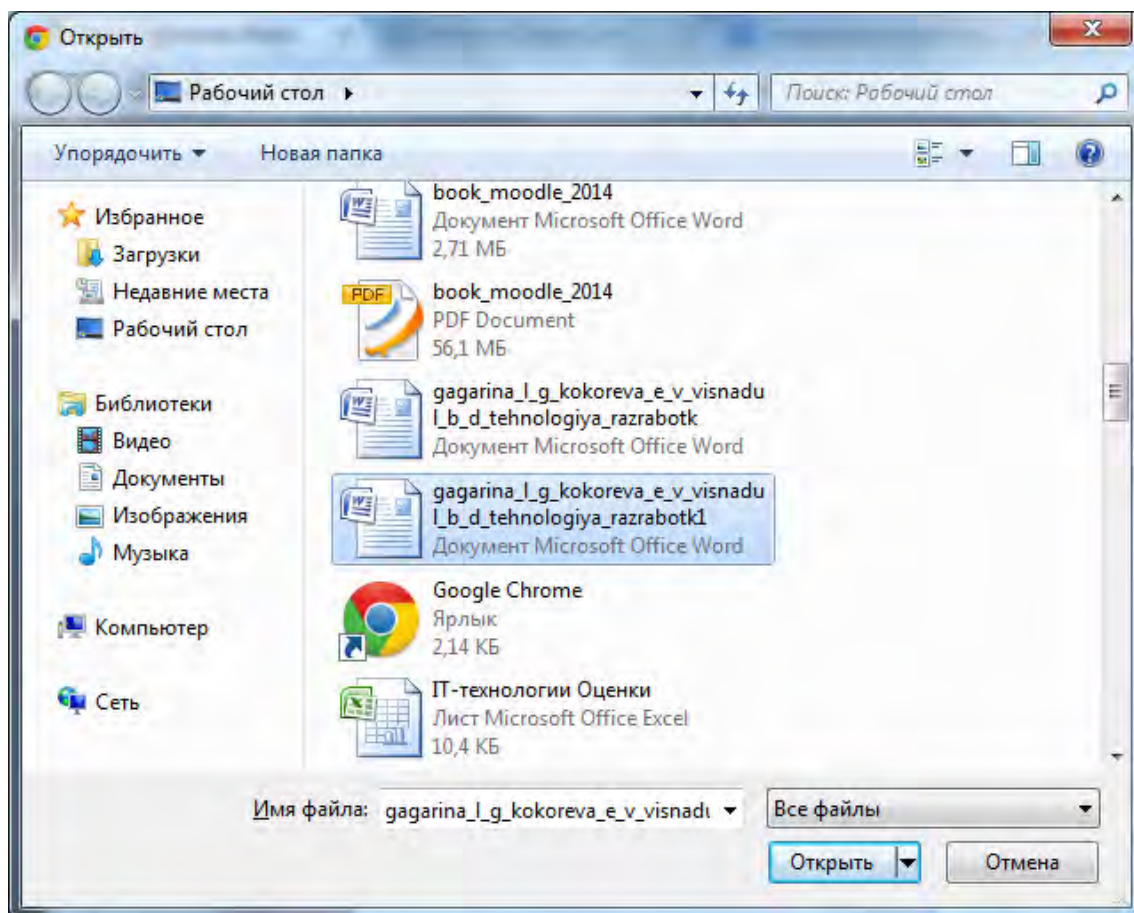 Открыть
Рабочий стол
Поиск: Рабочий стол
Упорядочить
Новая папка
Избранное
Загрузки
Недавние места
Рабочий стол
Библиотеки
Видео
Документы
Изображения
Музыка
Компьютер
Сеть
book_moodle_2014
Документ Microsoft Office Word
2,71 МБ
PDF
book_moodle_2014
PDF Document
56,1 МБ
gagarina_l_g_kokoreva_e_v_visnadu
l_b_d_tehnologiya_razrabotk
Документ Microsoft Office Word
gagarina_l_g_kokoreva_e_v_visnadu
l_b_d_tehnologiya_razrabotk1
Документ Microsoft Office Word
Google Chrome
Ярлык
2,14 КБ
IT-технологии Оценки
Лист Microsoft Office Excel
10,4 КБ
Имя файла: gagarina_l_g_kokoreva_e_v_visnadu
Все файлы
Открыть
Отмена